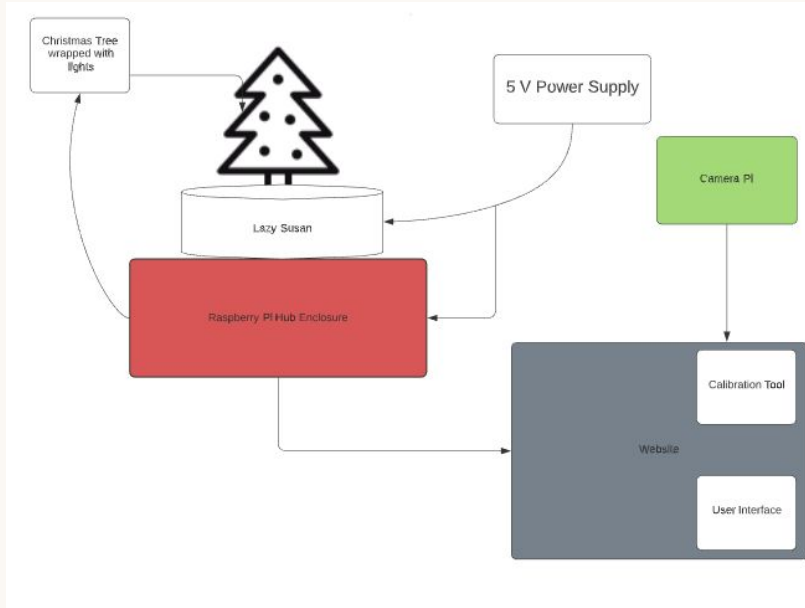 Christmas Tree
wrapped with
lights
5 V Power Supply
Camera Pi
Lazy Susan
Raspberry Pi Hub Enclosure
Calibration Tool
Website
User Interface